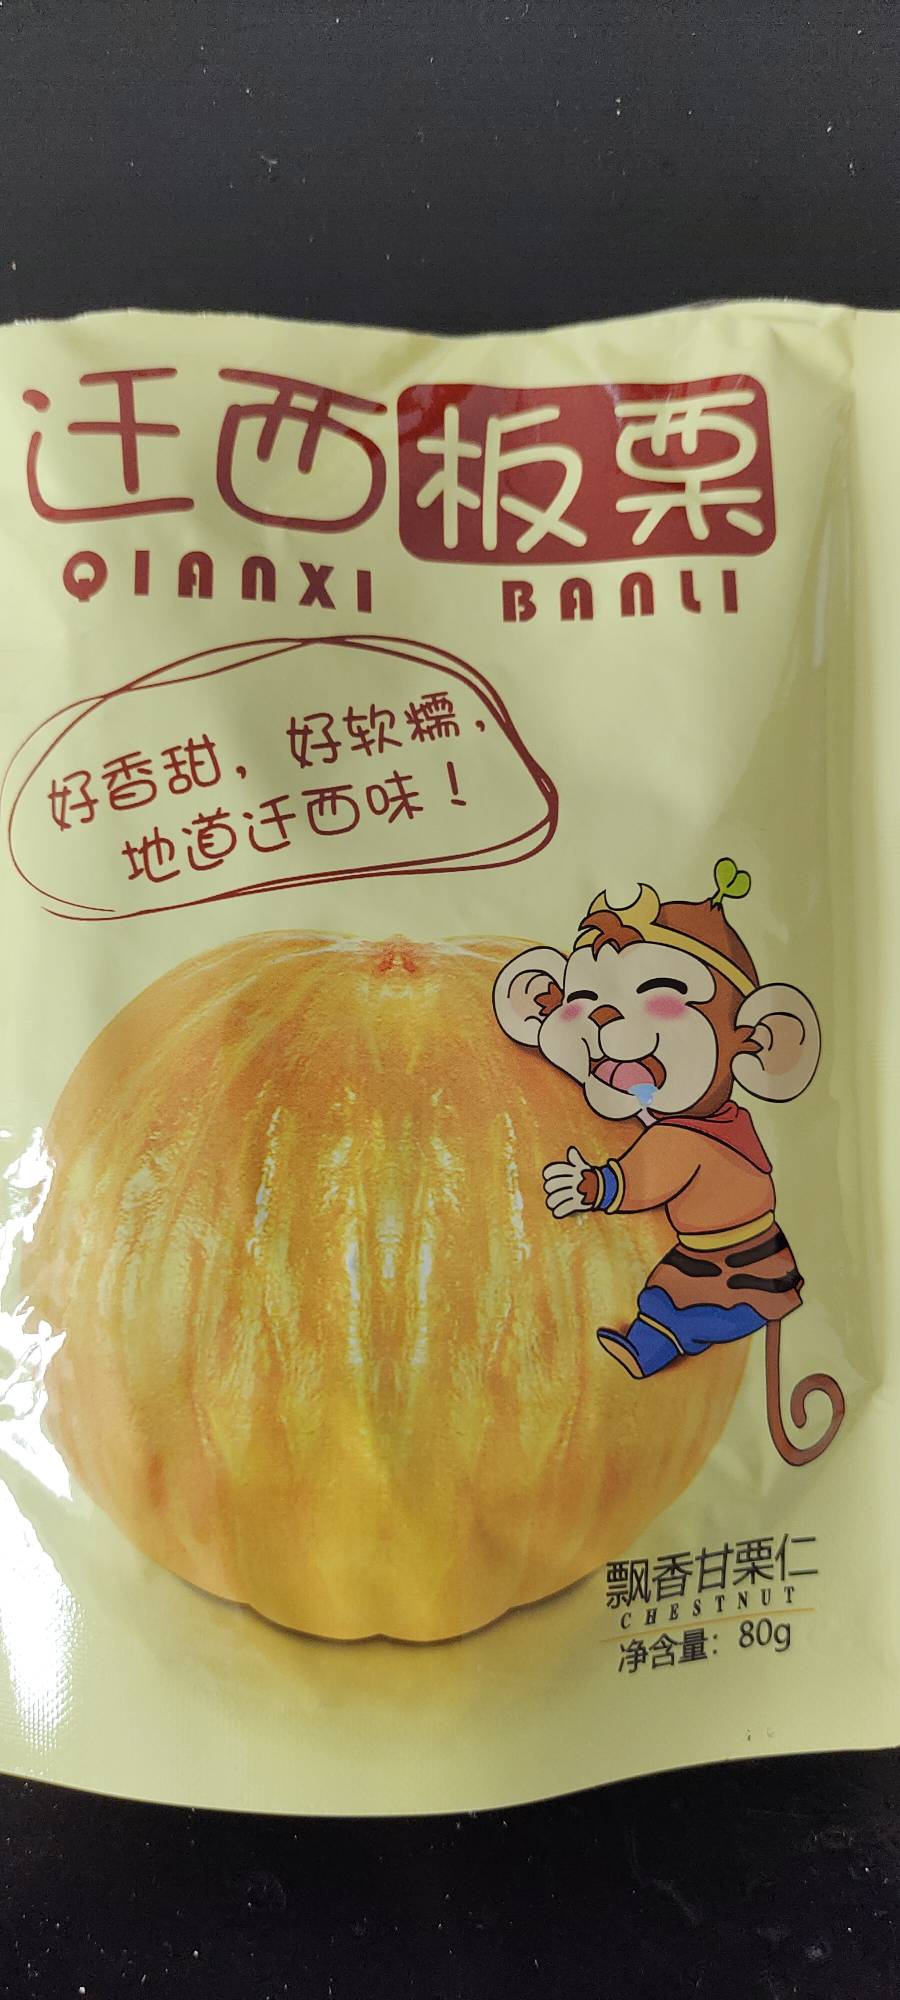 迁西板栗
QIANXI BANLI
好香甜，好软糯，
地道迁西味！
飘香甘栗仁
CHESTNUT
净含量：80g